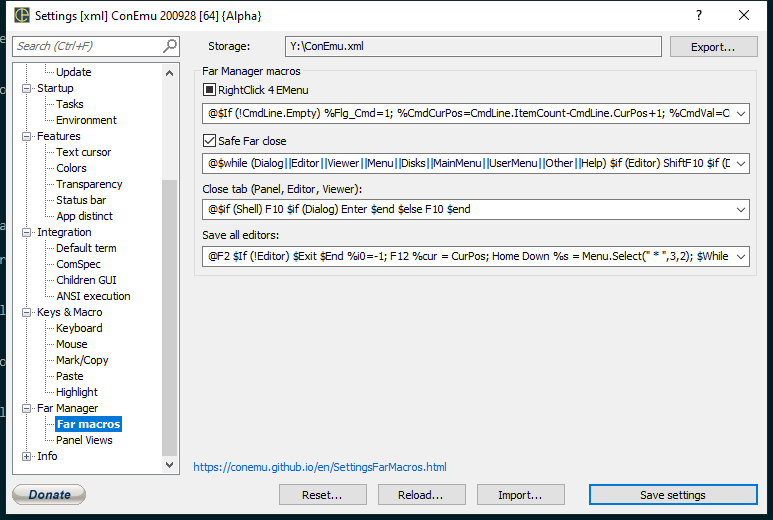 Settings [xml] ConEmu 200928 [64] {Alpha}
Search (Ctrl+F)
Storage:
Y:\ConEmu.xml
Export...
Update
Startup
Tasks
Environment
Features
Text cursor
Colors
Transparency
Status bar
App distinct
Integration
Default term
ComSpec
Children GUI
ANSI execution
Keys & Macro
Keyboard
Mouse
Mark/Copy
Paste
Highlight
Far Manager
Far macros
Panel Views
Info
Far Manager macros
RightClick 4 EMenu
@$If (!CmdLine.Empty) %Flg_Cmd=1; %CmdCurPos=CmdLine.ItemCount-CmdLine.CurPos+1; %CmdVal=C
Safe Far close
@$while (Dialog||Editor||Viewer||Menu||Disks||MainMenu||UserMenu||Other||Help) $if (Editor) ShiftF10 $if (D
Close tab (Panel, Editor, Viewer):
@$if (Shell) F10 $if (Dialog) Enter $end $else F10 $end
Save all editors:
@F2 $If (!Editor) $Exit $End %i0=-1; F12 %cur = CurPos; Home Down %s = Menu.Select(" * ",3,2); $While
https://conemu.github.io/en/SettingsFarMacros.html
Donate
Reset...
Reload...
Import...
Save settings